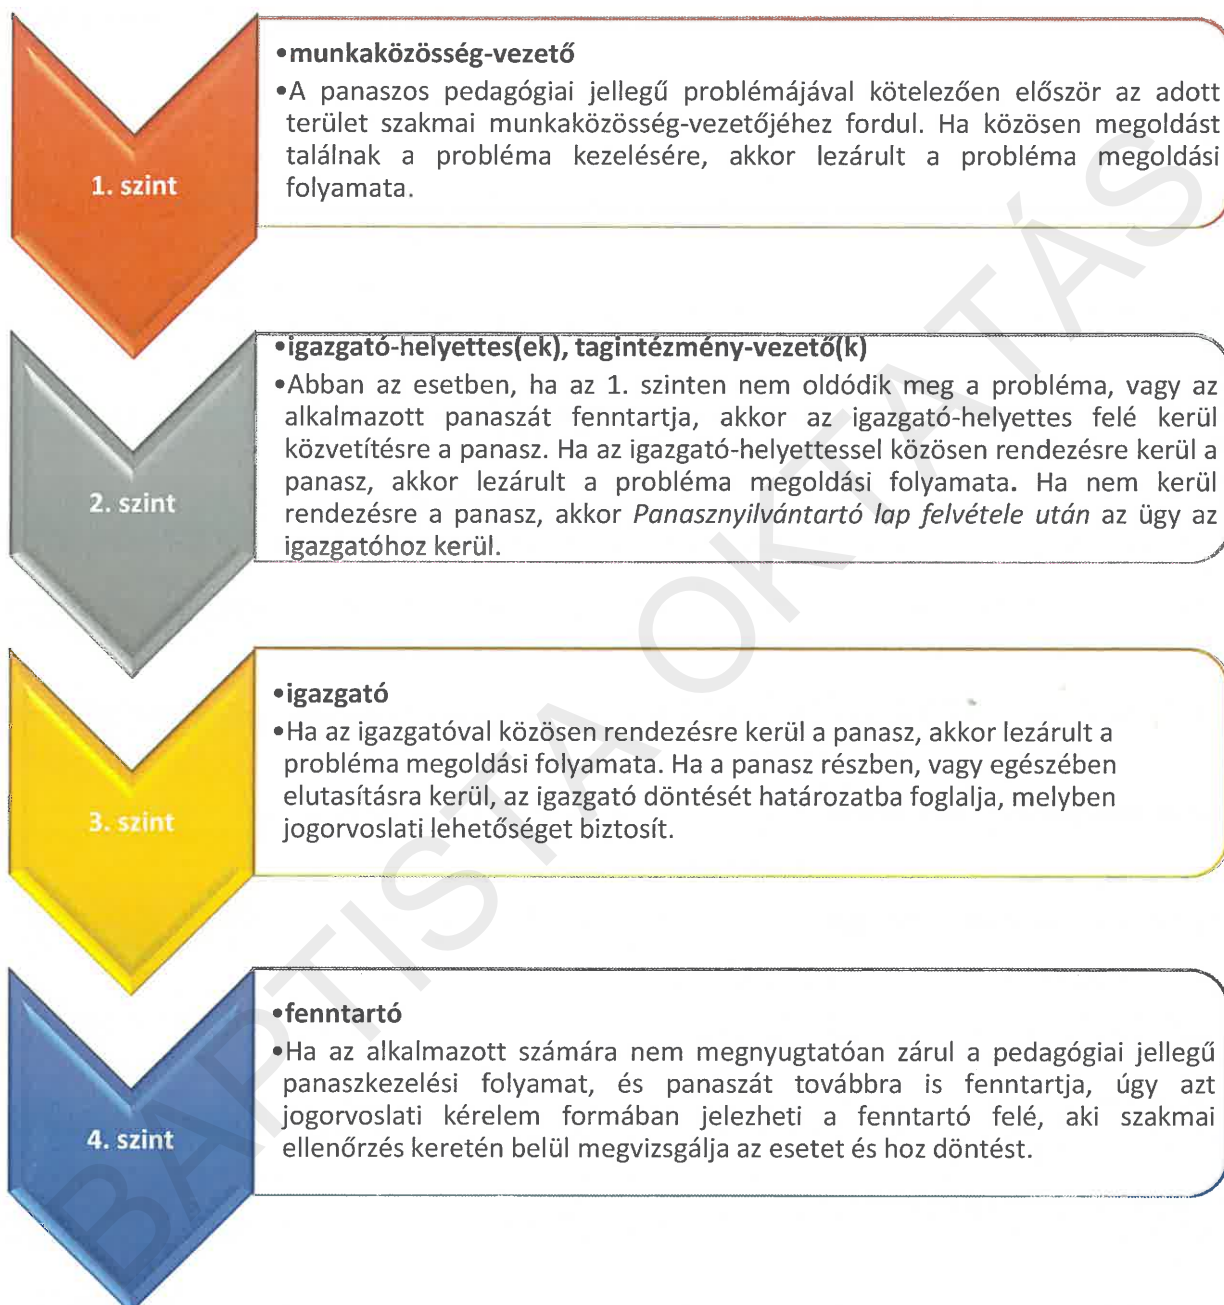 •munkaközösség-vezető
•A panaszos pedagógiai jellegű problémájával kötelezően először az adott
terület szakmai munkaközösség-vezetőjéhez fordul. Ha közösen megoldást
találnak a probléma kezelésére, akkor lezárult a probléma megoldási
folyamata.
1. szint
•igazgató-helyettes(ek), tagintézmény-vezető(k)
•Abban az esetben, ha az 1. szinten nem oldódik meg a probléma, vagy az
alkalmazott panaszát fenntartja, akkor az igazgató-helyettes felé kerül
közvetítésre a panasz. Ha az igazgató-helyettessel közösen rendezésre kerül a
panasz, akkor lezárult a probléma megoldási folyamata. Ha nem kerül
rendezésre a panasz, akkor Panasznyilvántartó lap felvétele után az ügy az
igazgatóhoz kerül.
2. szint
•igazgató
•Ha az igazgatóval közösen rendezésre kerül a panasz, akkor lezárult a
probléma megoldási folyamata. Ha a panasz részben, vagy egészében
elutasításra kerül, az igazgató döntését határozatba foglalja, melyben
jogorvoslati lehetőséget biztosít.
3. szint
•fenntartó
•Ha az alkalmazott számára nem megnyugtatóan zárul a pedagógiai jellegű
panaszkezelési folyamat, és panaszát továbbra is fenntartja, úgy azt
jogorvoslati kérelem formában jelezheti a fenntartó felé, aki szakmai
ellenőrzés keretén belül megvizsgálja az esetet és hoz döntést.
4. szint
BAPTISTA OKTATÁS